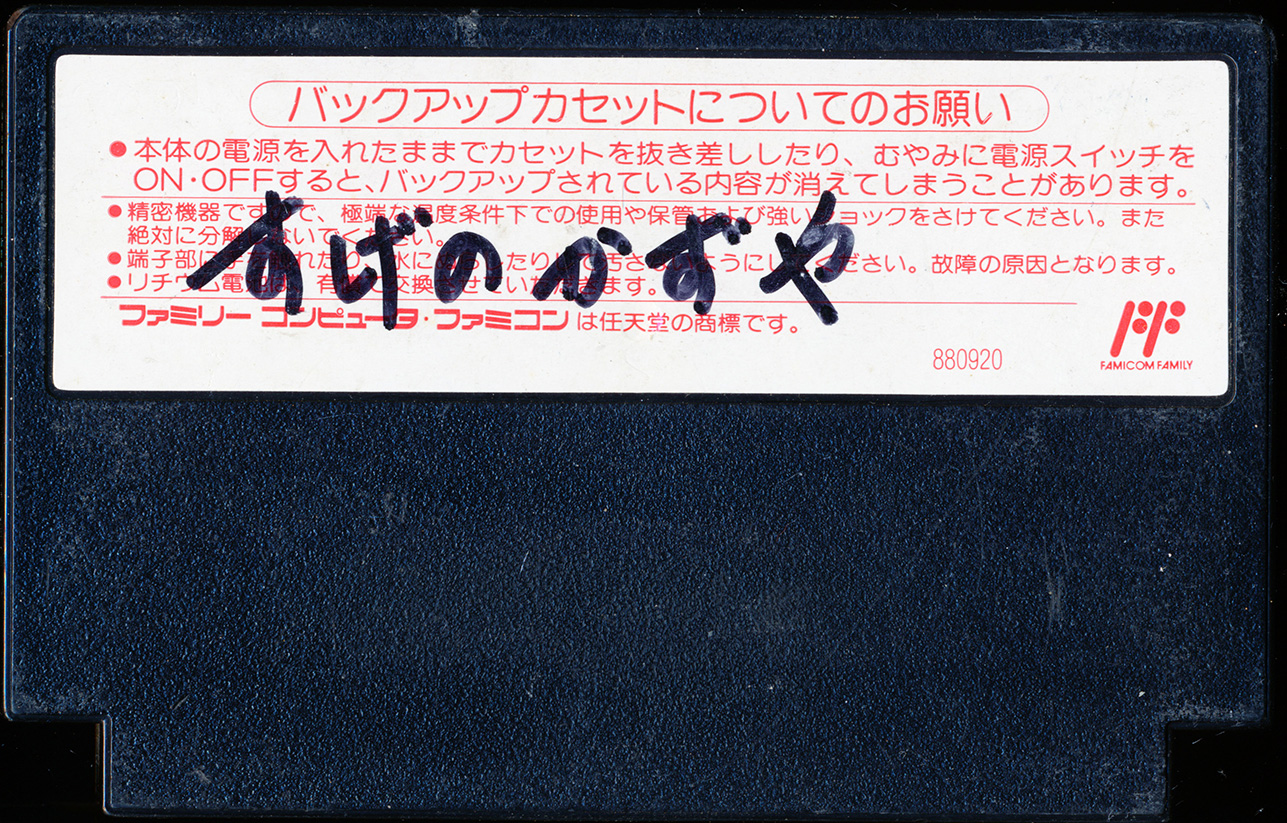 バックアップカセットについてのお願い
●本体の電源を入れたままでカセットを抜き差ししたり、むやみに電源スイッチを
ON・OFFすると、バックアップされている内容が消えてしまうことがあります。
●精密機器ですので、極端な温度条件下での使用や保管および強いショックをさけてください。また
絶対に分解しないでください。
すげのかずや
●端子部に手を触れたり、水にぬらしたり 汚さないようにしてください。故障の原因となります。
●リチウム電池は、有償で交換させていただきます。
ファミリーコンピュータ・ファミコンは任天堂の商標です。
880920
FAMICOM FAMILY